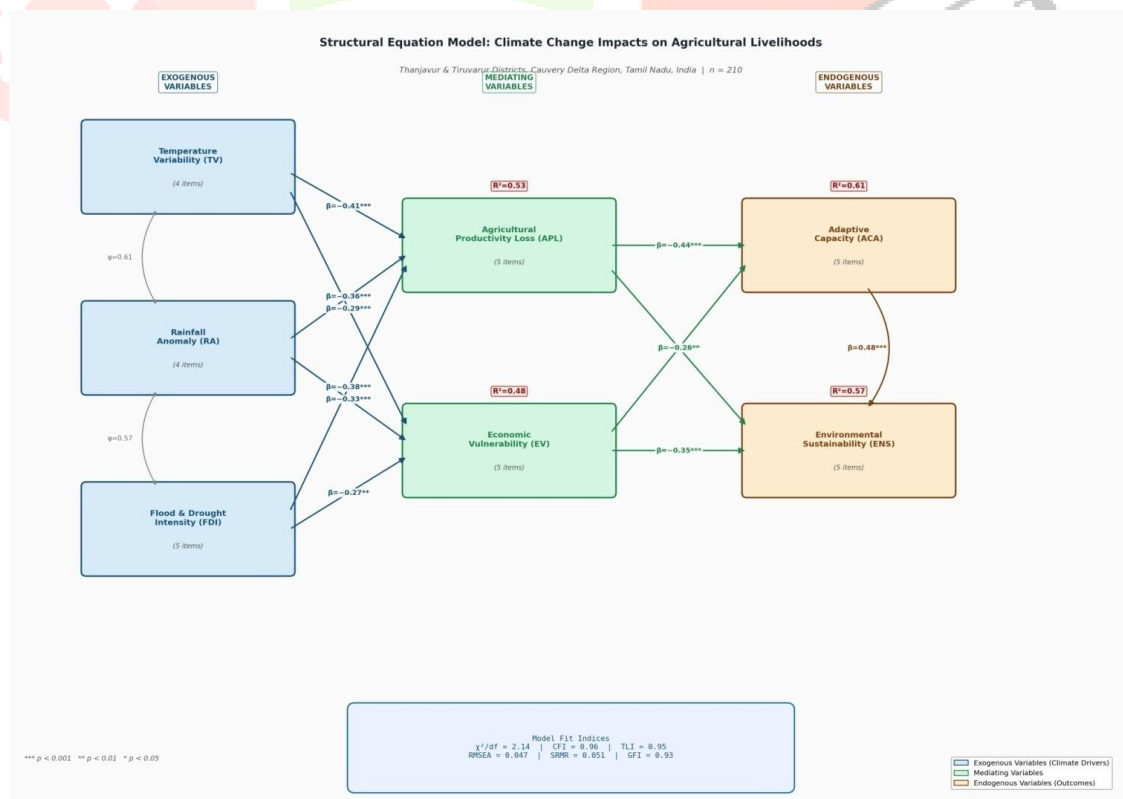 Structural Equation Model: Climate Change Impacts on Agricultural Livelihoods
Thanjavur & Tiruvarur Districts, Cauvery Delta Region, Tamil Nadu, India | n = 210
EXOGENOUS
VARIABLES
MEDIATING
VARIABLES
ENDOGENOUS
VARIABLES
Temperature
Variability (TV)
(4 items)
φ=0.61
Rainfall
Anomaly (RA)
(4 items)
φ=0.57
Flood & Drought
Intensity (FDI)
(5 items)
β=−0.41***
β=−0.36***
β=−0.29***
β=−0.38***
β=−0.33***
β=−0.27**
R²=0.53
Agricultural
Productivity Loss (APL)
(5 items)
R²=0.48
Economic
Vulnerability (EV)
(5 items)
β=−0.44***
β=−0.26**
β=−0.35***
R²=0.61
Adaptive
Capacity (ACA)
(5 items)
β=0.48***
R²=0.57
Environmental
Sustainability (ENS)
(5 items)
Model Fit Indices
χ²/df = 2.14 | CFI = 0.96 | TLI = 0.95
RMSEA = 0.047 | SRMR = 0.051 | GFI = 0.93
*** p < 0.001 ** p < 0.01 * p < 0.05
Exogenous Variables (Climate Drivers)
Mediating Variables
Endogenous Variables (Outcomes)